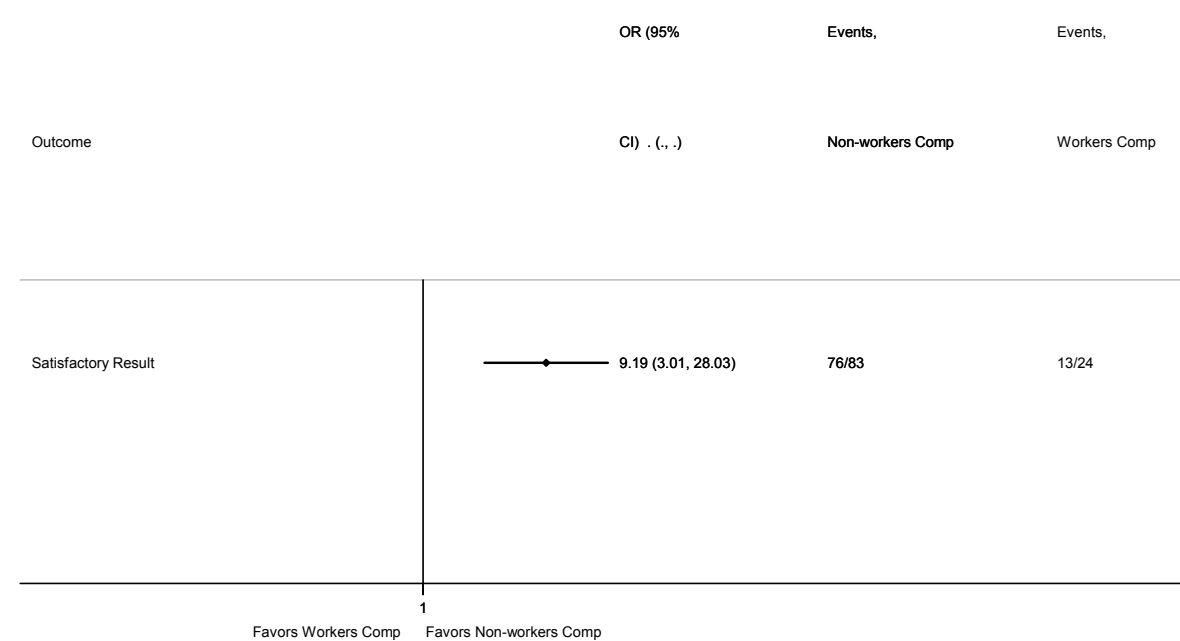 OR (95% Events, Events,
Outcome CI) . (., .) Non-workers Comp Workers Comp
Satisfactory Result 9.19 (3.01, 28.03) 76/83 13/24
1
Favors Workers Comp Favors Non-workers Comp